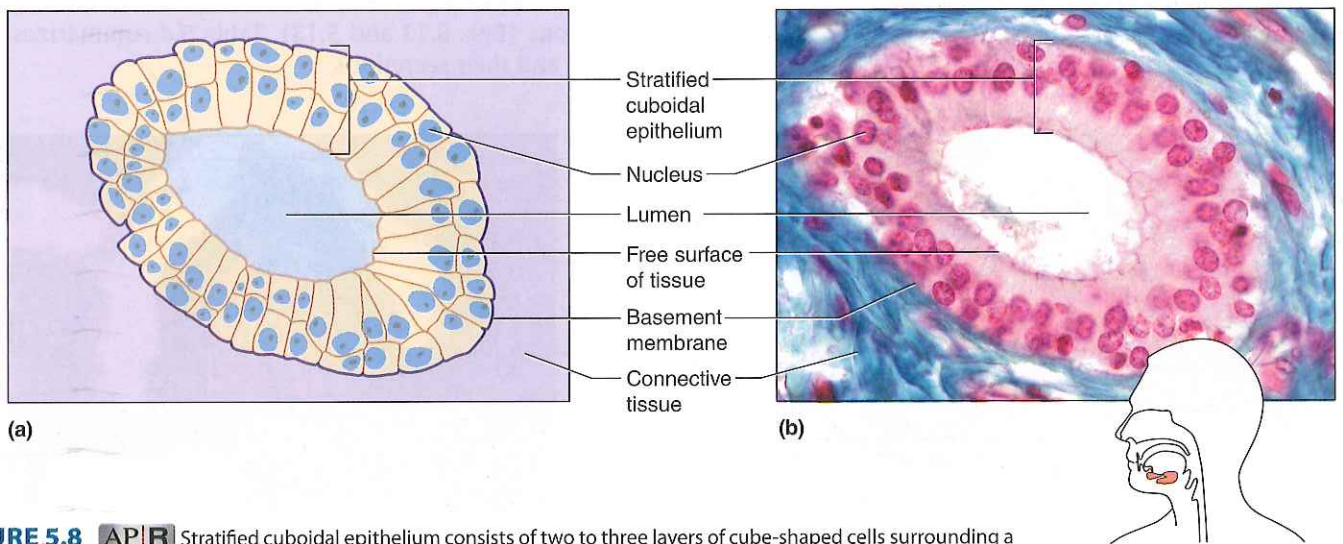 Stratified
cuboidal
epithelium
Nucleus
Lumen
Free surface
of tissue
Basement
membrane
Connective
tissue
(a)
(b)
URE 5.8 AP|R Stratified cuboidal epithelium consists of two to three layers of cube-shaped cells surrounding a